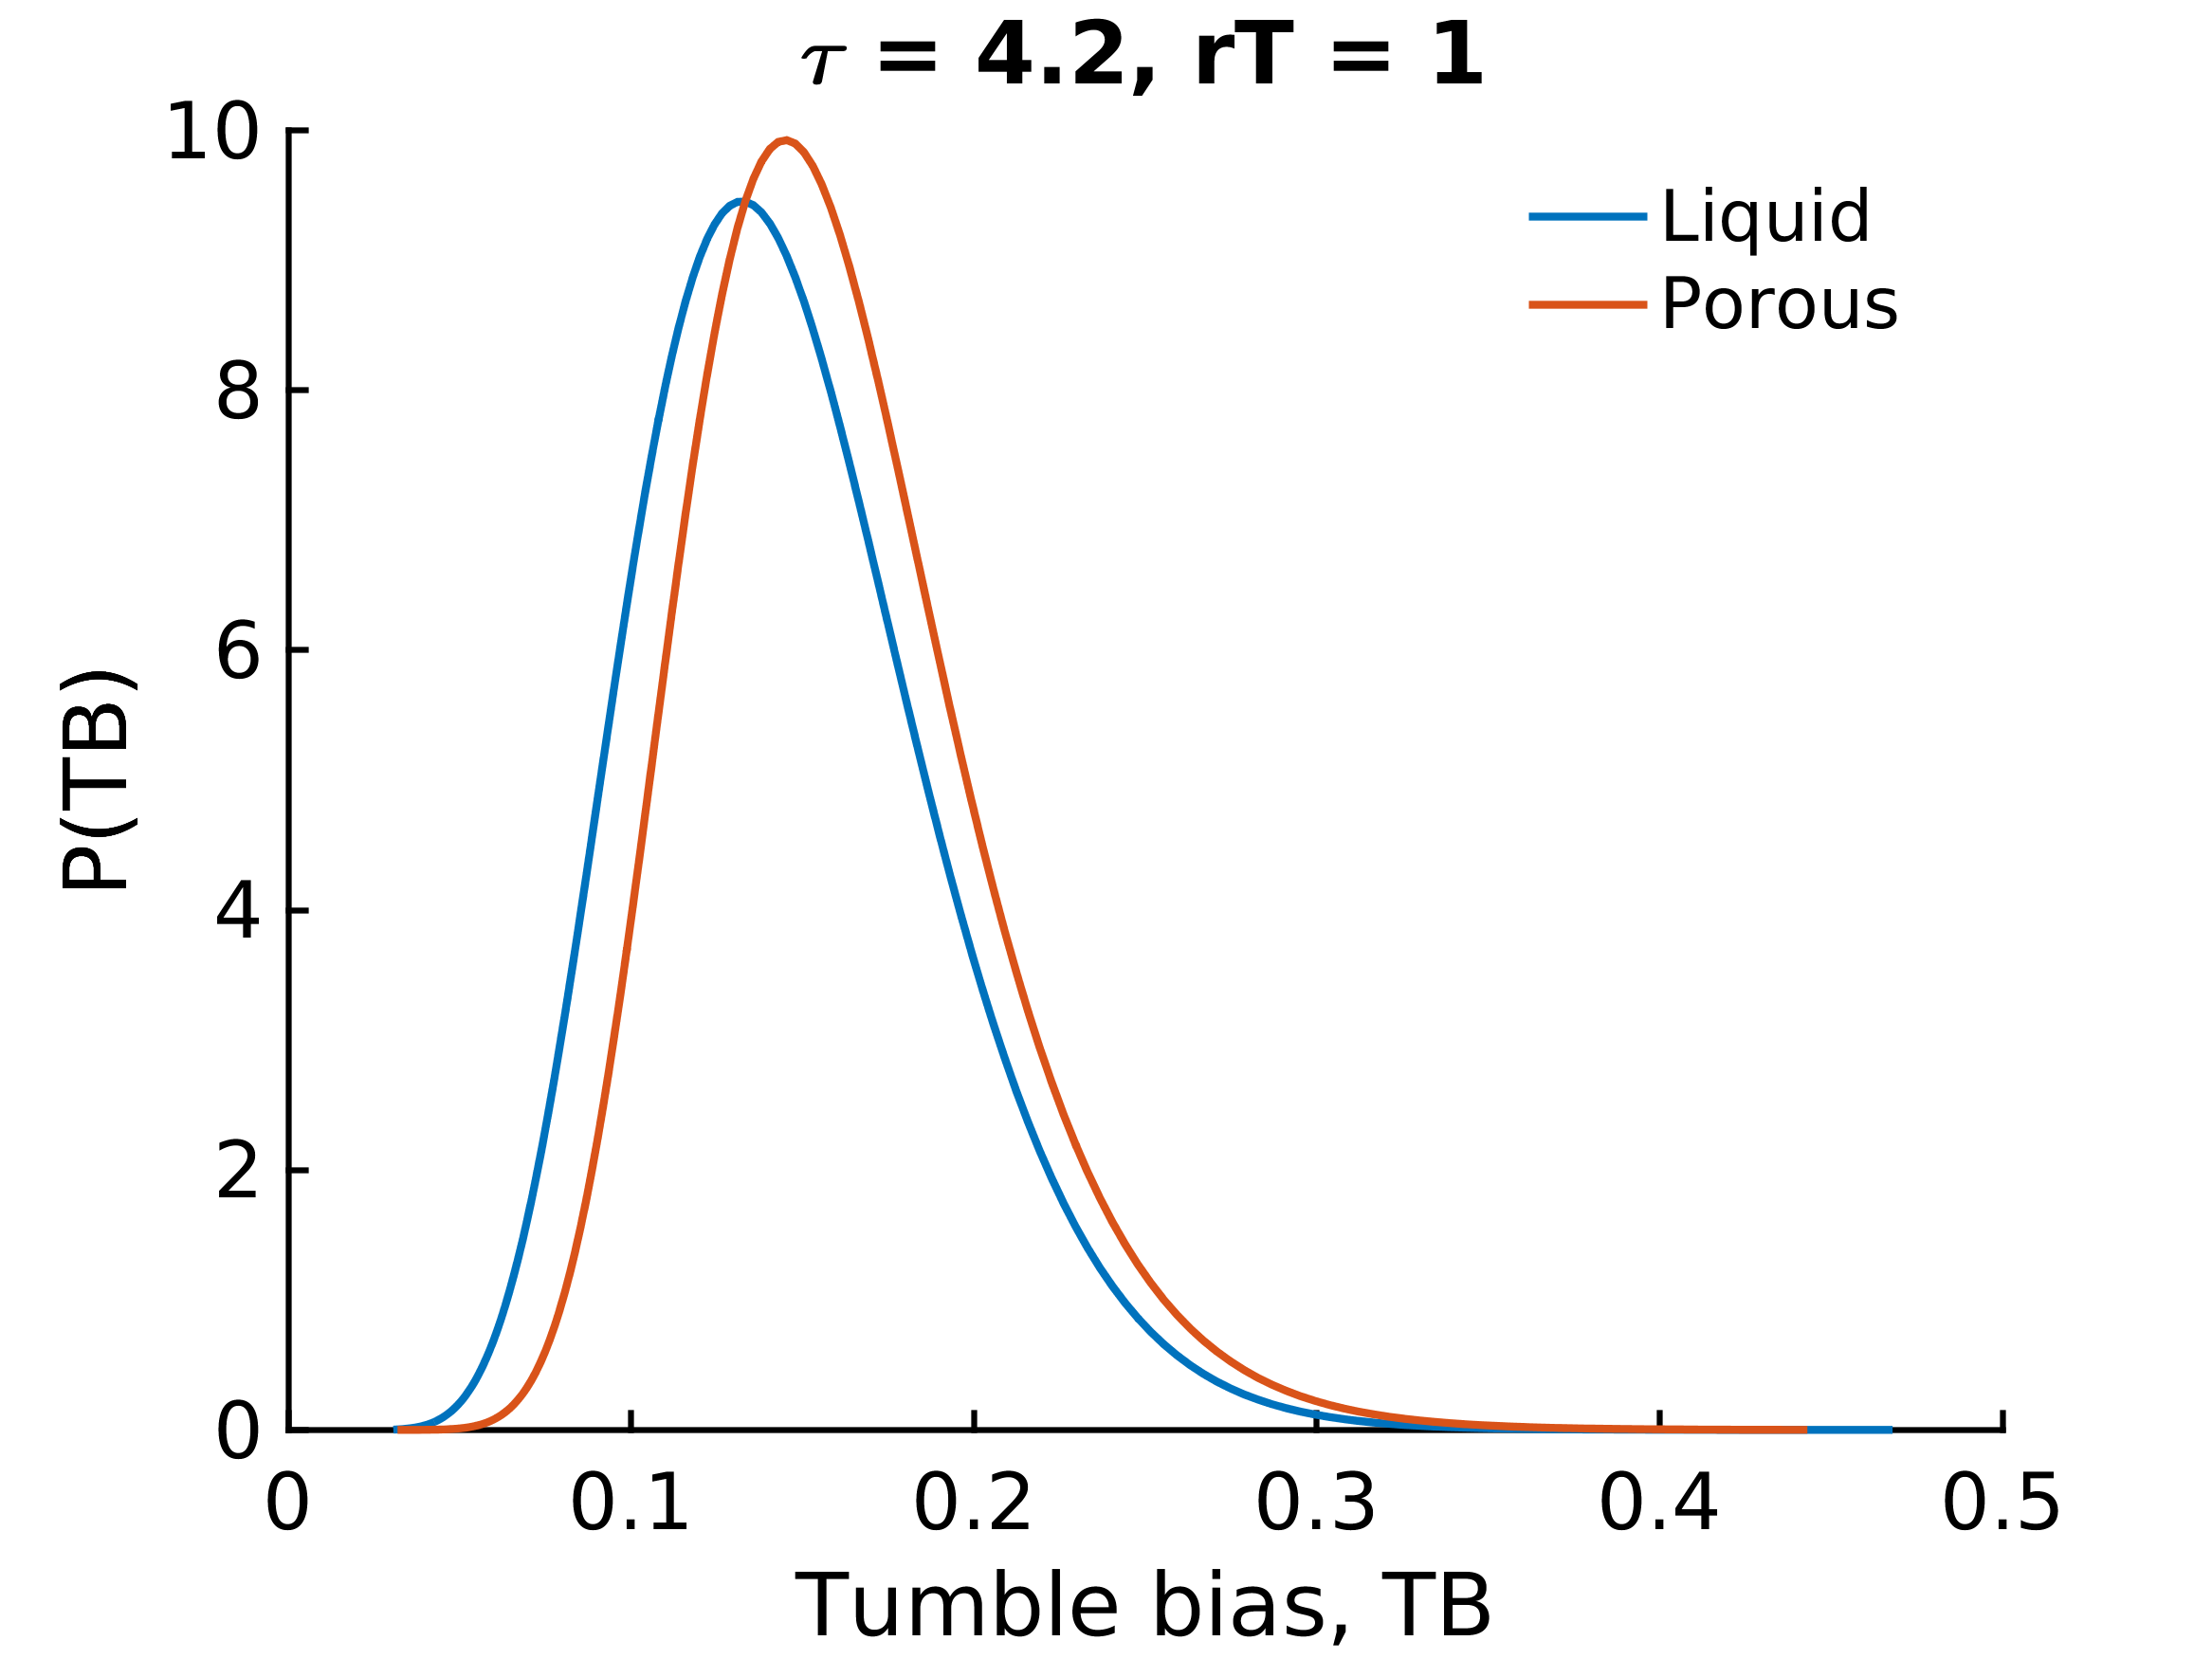 τ = 4.2, rT = 1
Liquid
Porous
P(TB)
10
8
6
4
2
0
0 0.1 0.2 0.3 0.4 0.5
Tumble bias, TB